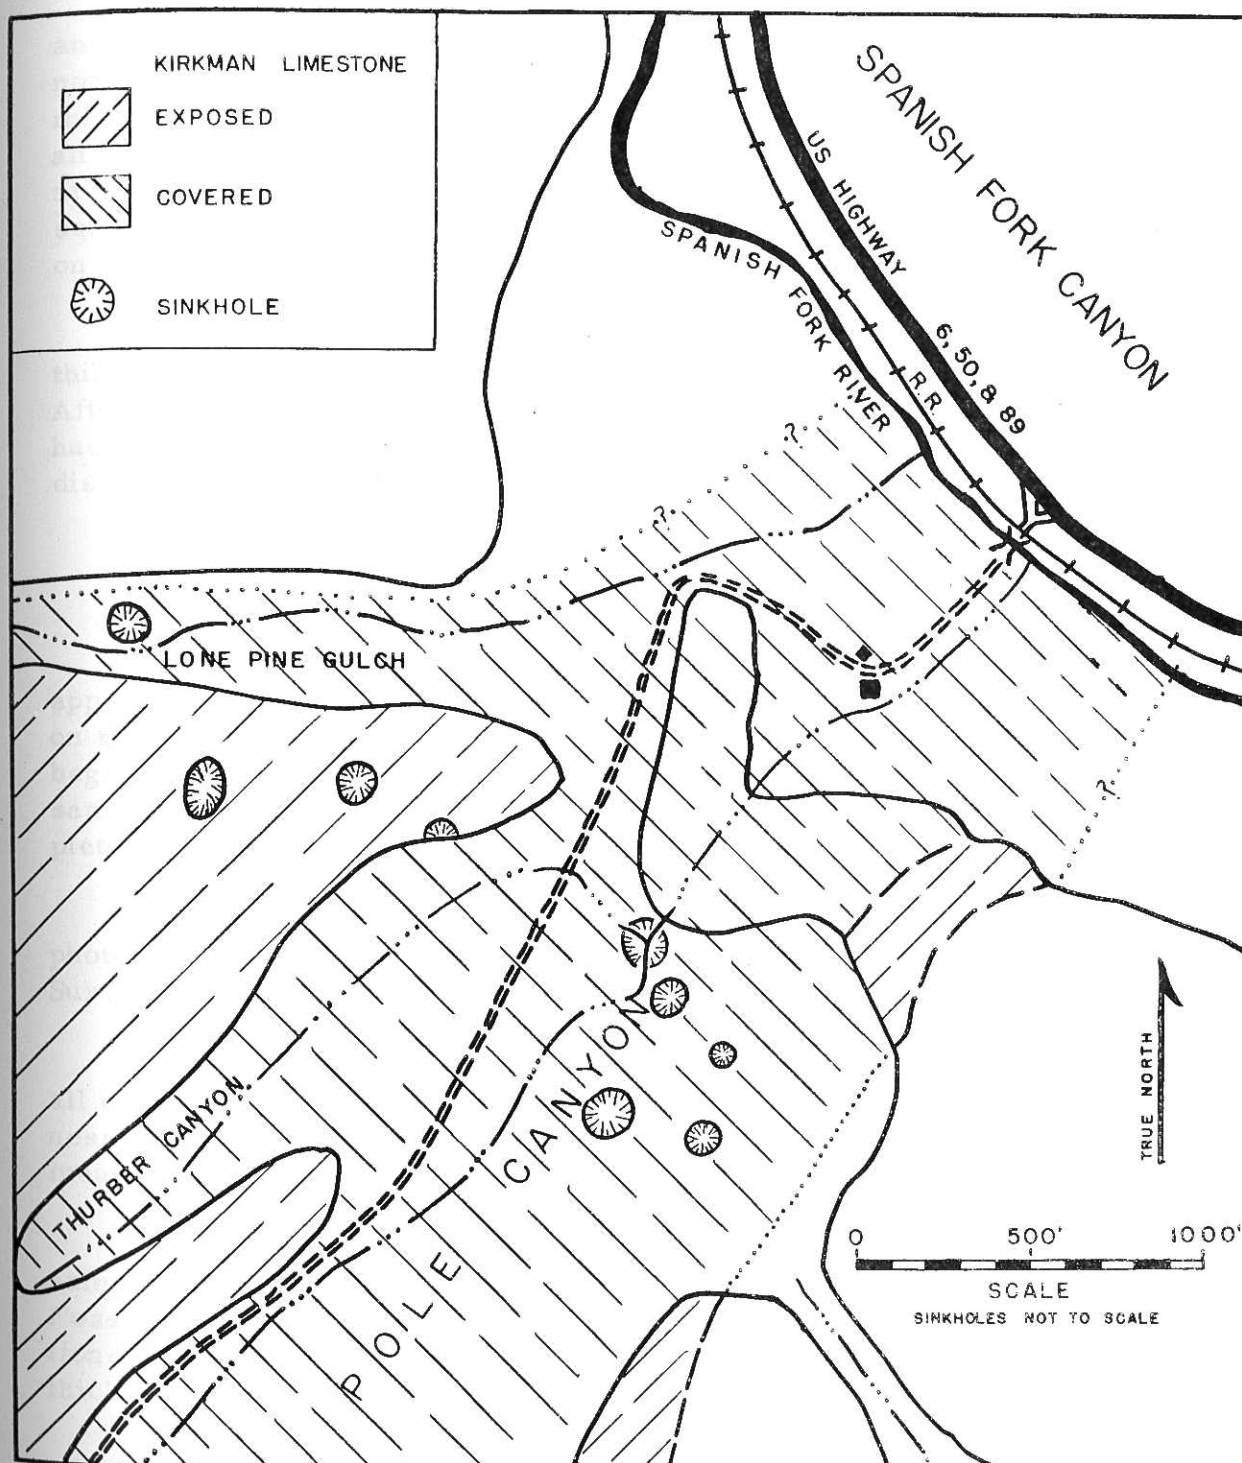 KIRKMAN LIMESTONE
EXPOSED
COVERED
SINKHOLE
SPANISH FORK CANYON
US HIGHWAY 6, 50, & 89
R.R.
SPANISH FORK RIVER
?
?
LONE PINE GULCH
?
THURBER CANYON
POLE CANYON
TRUE NORTH
0 500' 1000'
SCALE
SINKHOLES NOT TO SCALE